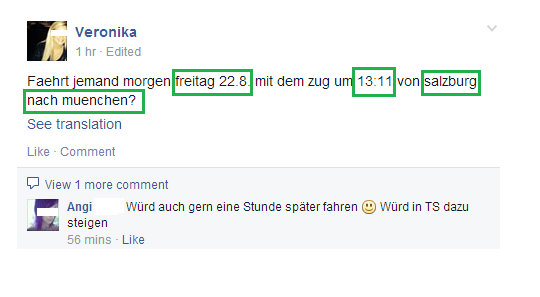 Veronika
1 hr · Edited
Faehrt jemand morgen freitag 22.8. mit dem zug um 13:11 von salzburg
nach muenchen?
See translation
Like · Comment
View 1 more comment
Angi Würd auch gern eine Stunde später fahren 🙂 Würd in TS dazu
steigen
56 mins · Like